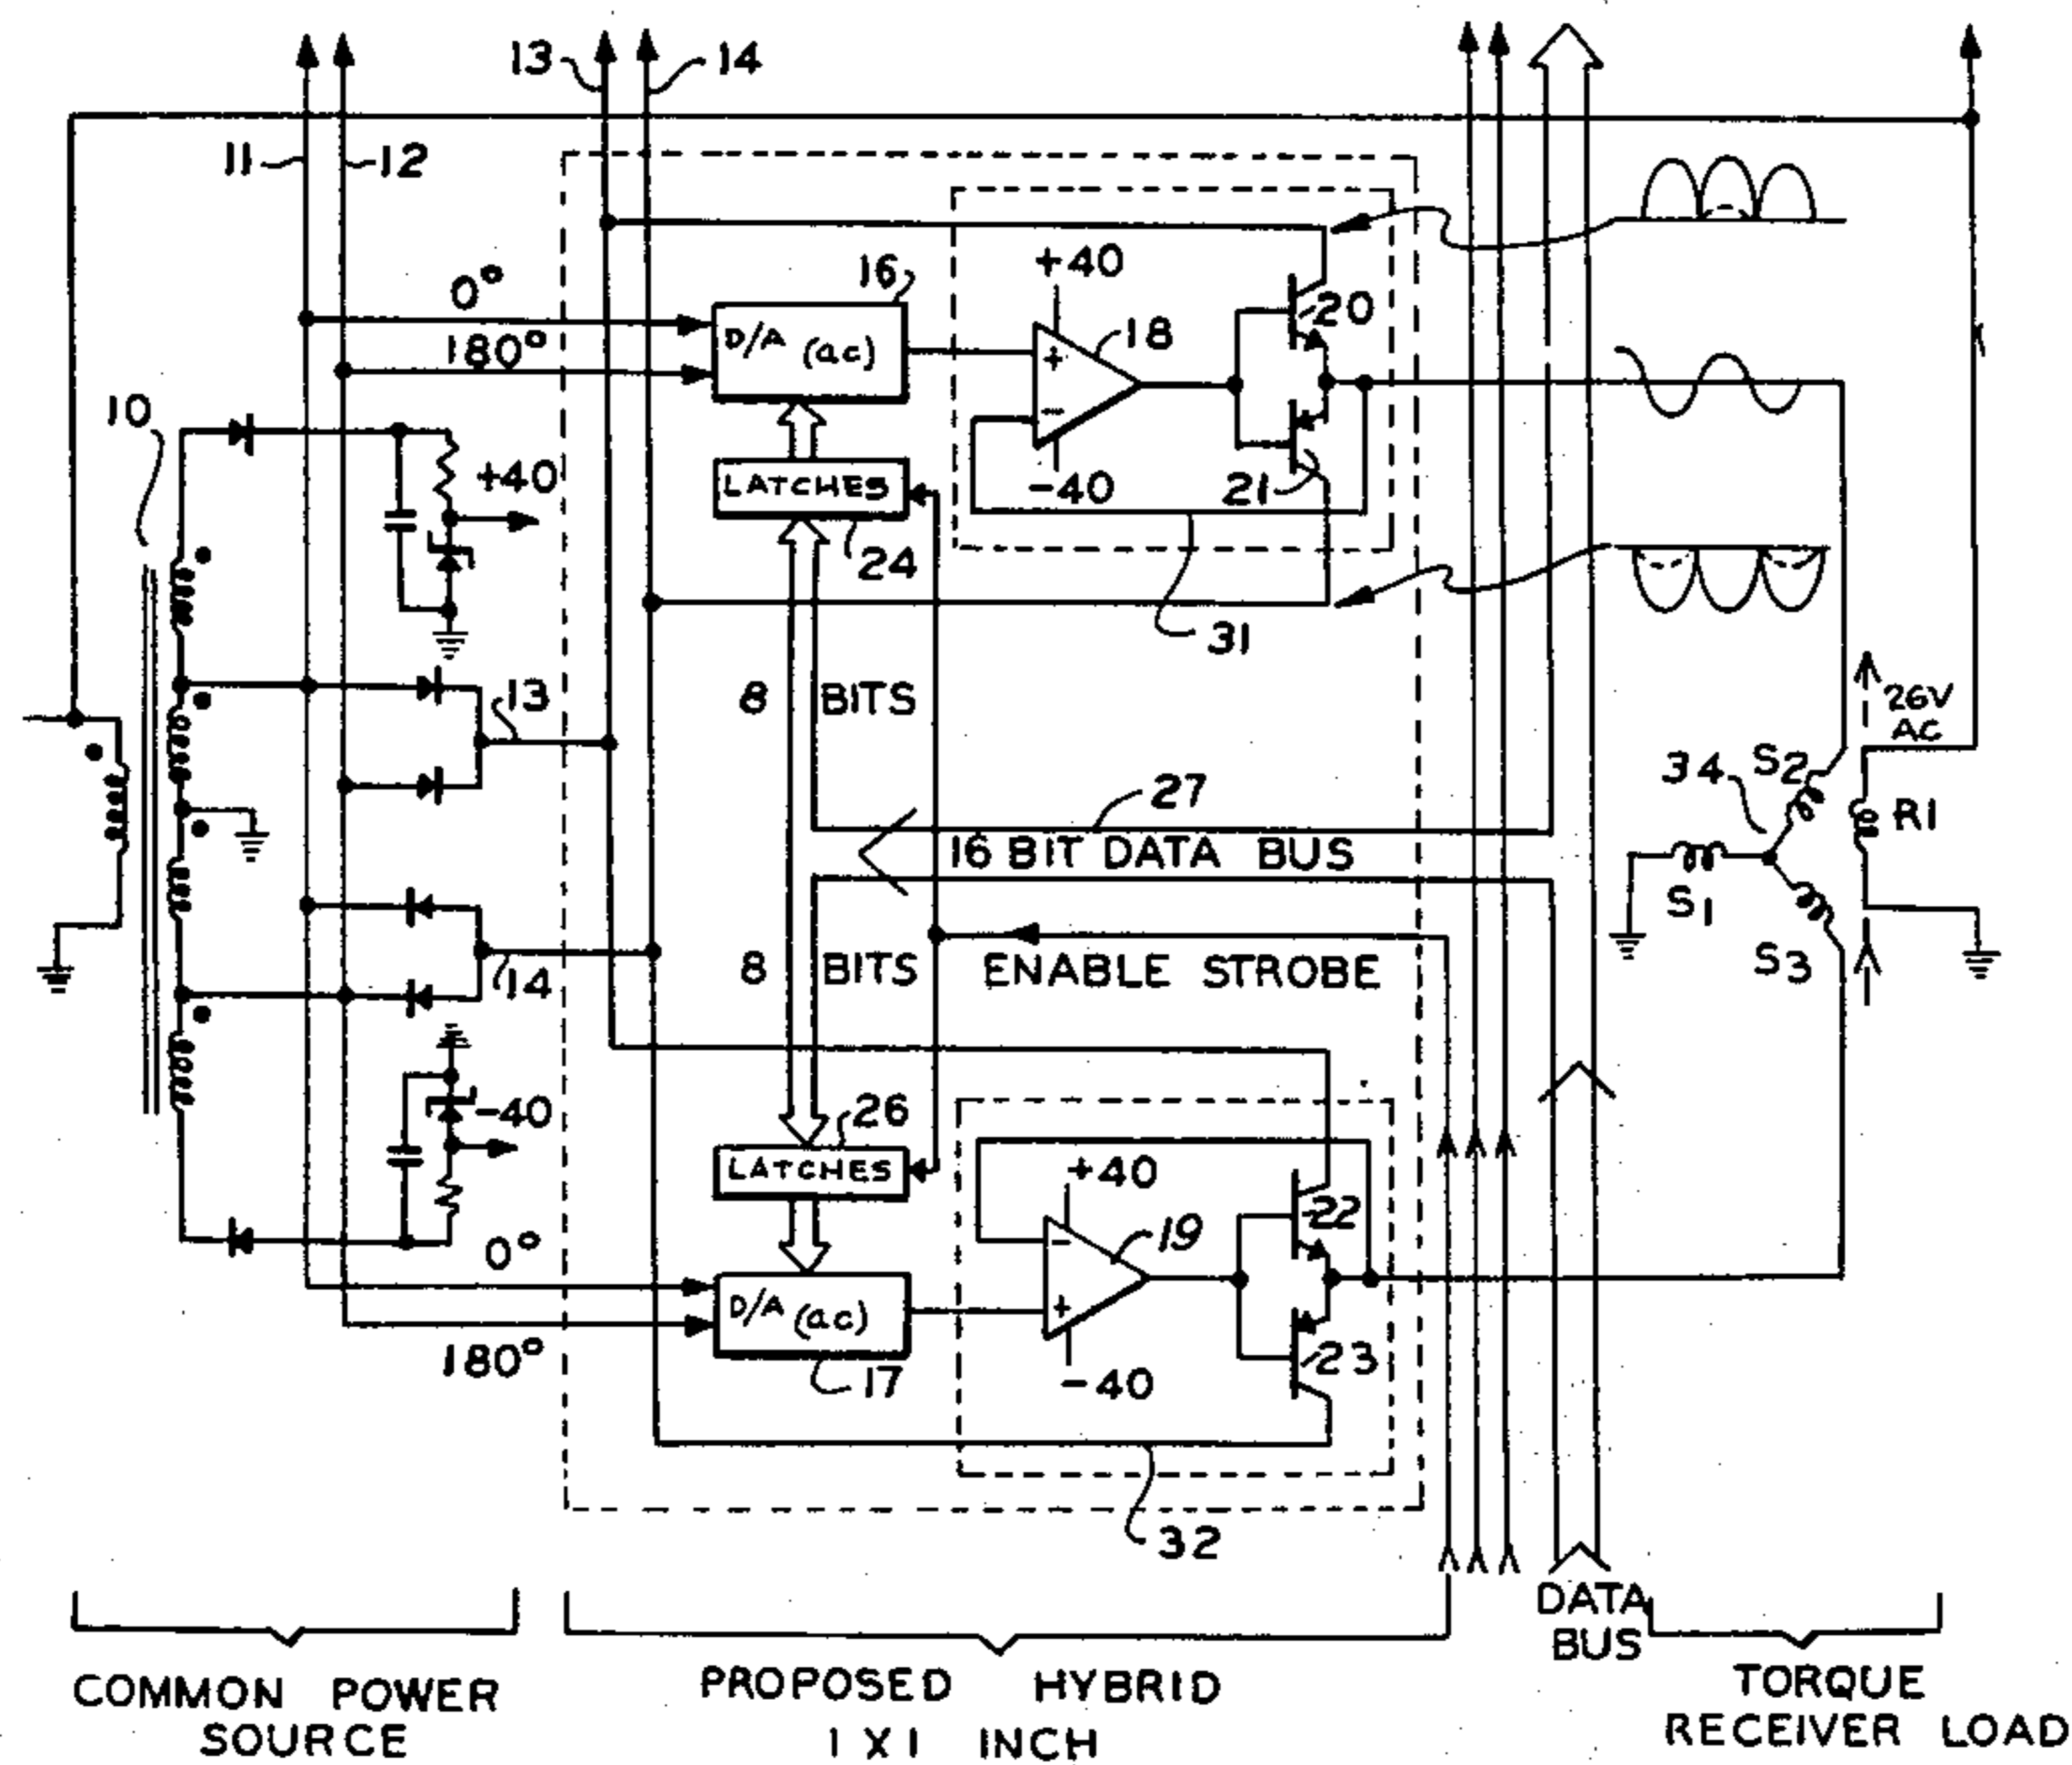 13
14
11
12
0°
180°
16
D/A (ac)
+40
18
20
+
-
-40
21
10
+40
LATCHES
24
31
13
8 BITS
27
16 BIT DATA BUS
26V
AC
34
S2
R1
S1
S3
14
8 BITS
ENABLE STROBE
-40
26
LATCHES
+40
22
19
-
+
0°
D/A (ac)
180°
17
-40
23
32
DATA
BUS
COMMON POWER
SOURCE
PROPOSED HYBRID
1 X 1 INCH
TORQUE
RECEIVER LOAD